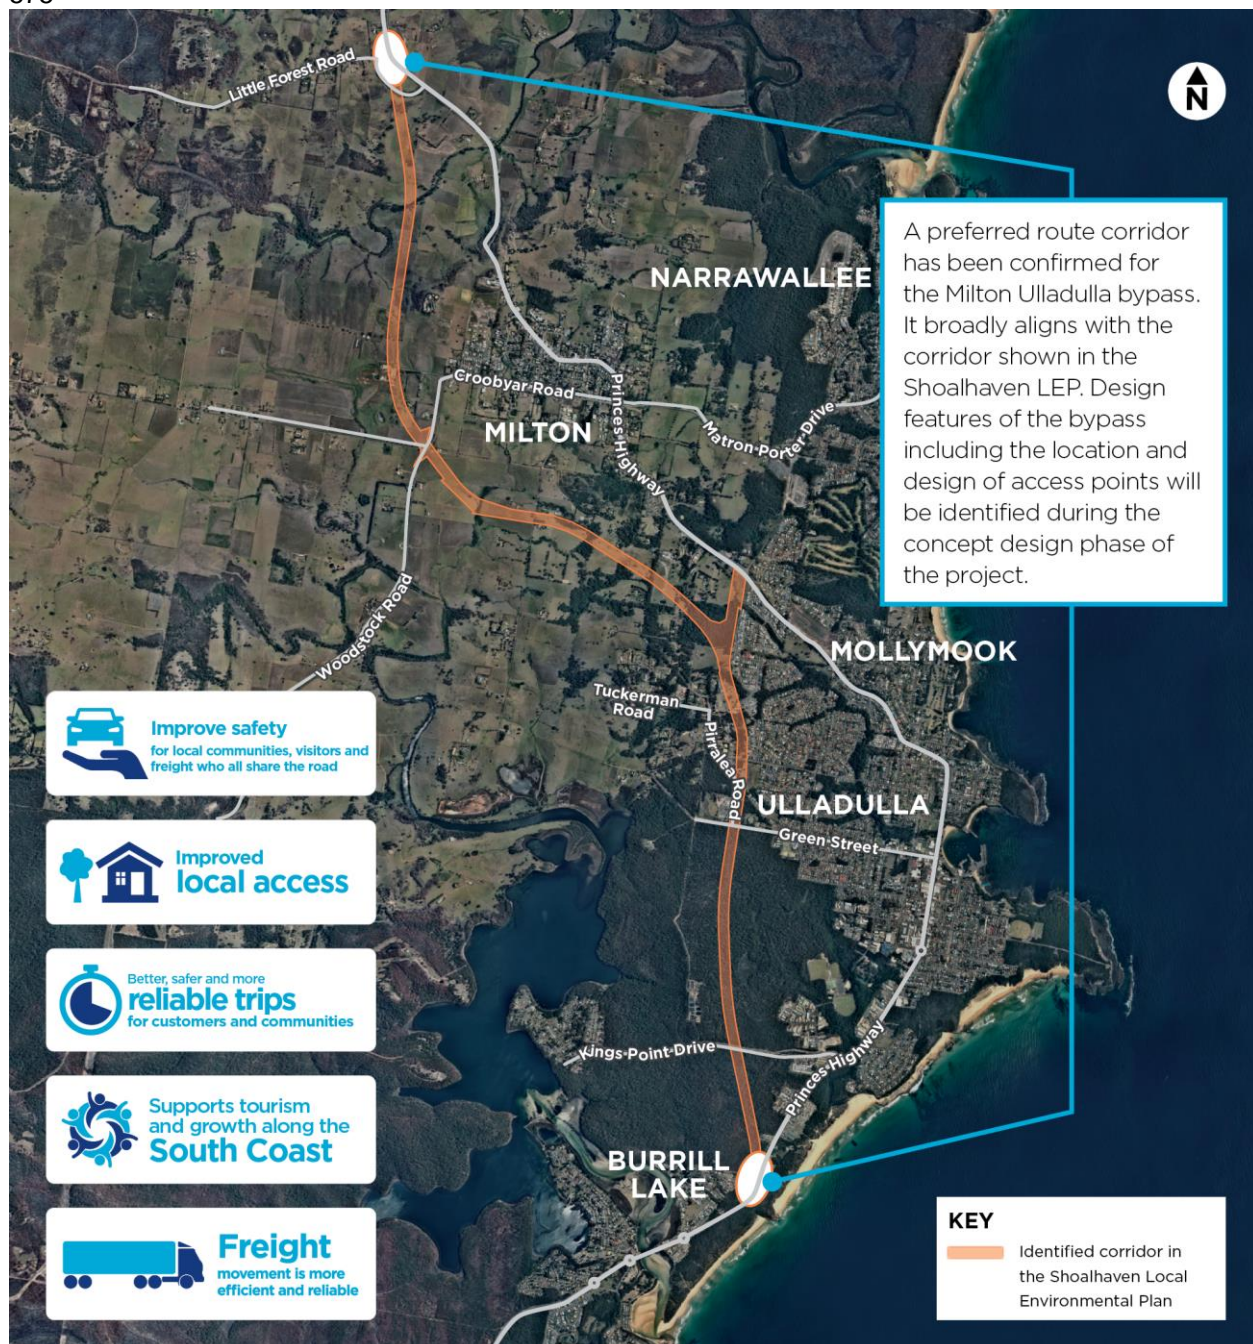 Little Forest Road
N
NARRAWALLEE
A preferred route corridor
has been confirmed for
the Milton Ulladulla bypass.
It broadly aligns with the
corridor shown in the
Shoalhaven LEP. Design
features of the bypass
including the location and
design of access points will
be identified during the
concept design phase of
the project.
Croobyar Road
Princes Highway
MILTON
Matron Porter Drive
Woodstock Road
MOLLYMOOK
Tuckerman
Road
Pirralea Road
ULLADULLA
Green Street
Kings Point Drive
Princes Highway
BURRILL
LAKE
Improve safety
for local communities, visitors and
freight who all share the road
Improved
local access
Better, safer and more
reliable trips
for customers and communities
Supports tourism
and growth along the
South Coast
Freight
movement is more
efficient and reliable
KEY
Identified corridor in
the Shoalhaven Local
Environmental Plan